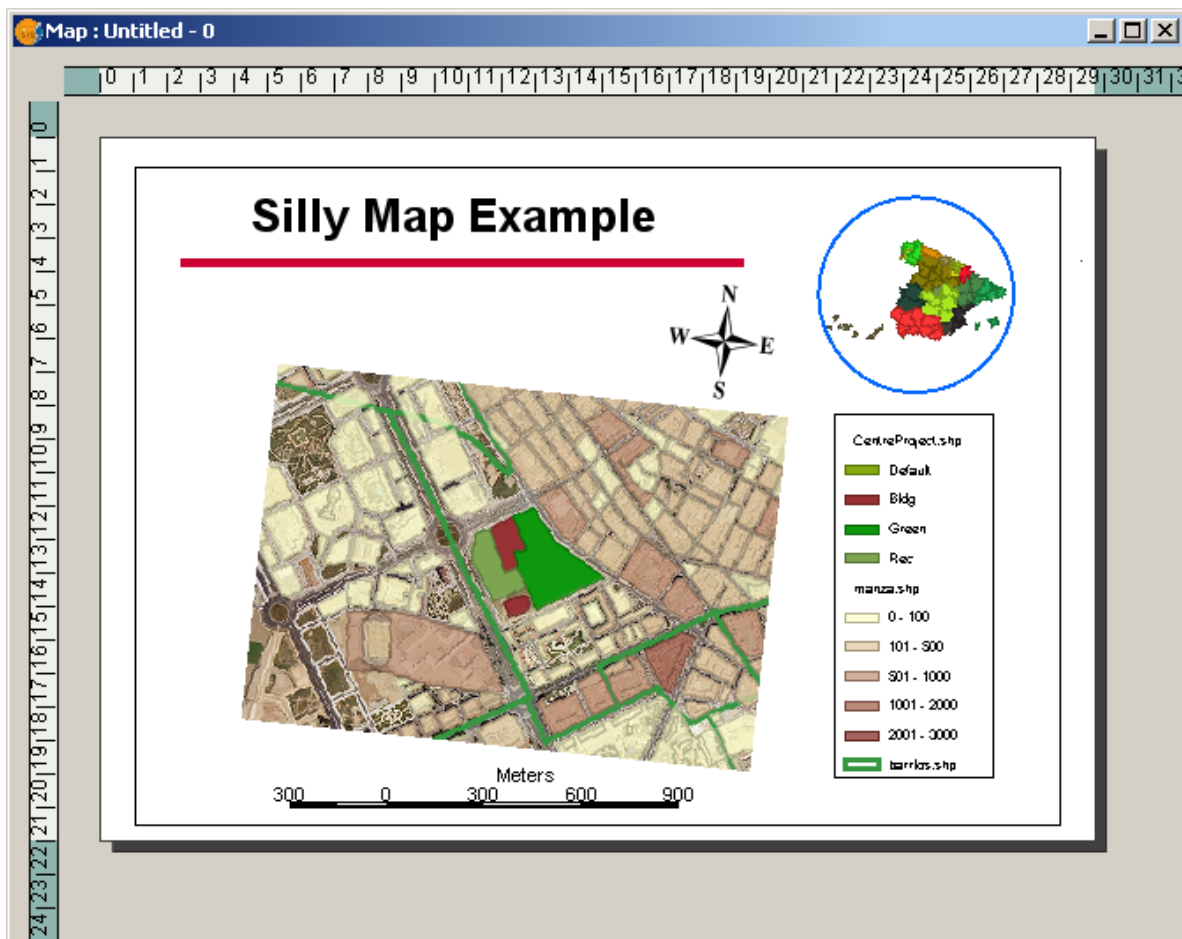 Map : Untitled - 0
0 1 2 3 4 5 6 7 8 9 10 11 12 13 14 15 16 17 18 19 20 21 22 23 24 25 26 27 28 29 30 31
0
1
2
3
4
5
6
7
8
9
10
11
12
13
14
15
16
17
18
19
20
21
22
23
24
Silly Map Example
N
W E
S
CentreProject.shp
Default
Bldg
Green
Rec
manza.shp
0 - 100
101 - 500
501 - 1000
1001 - 2000
2001 - 3000
barrios.shp
Meters
300 0 300 600 900